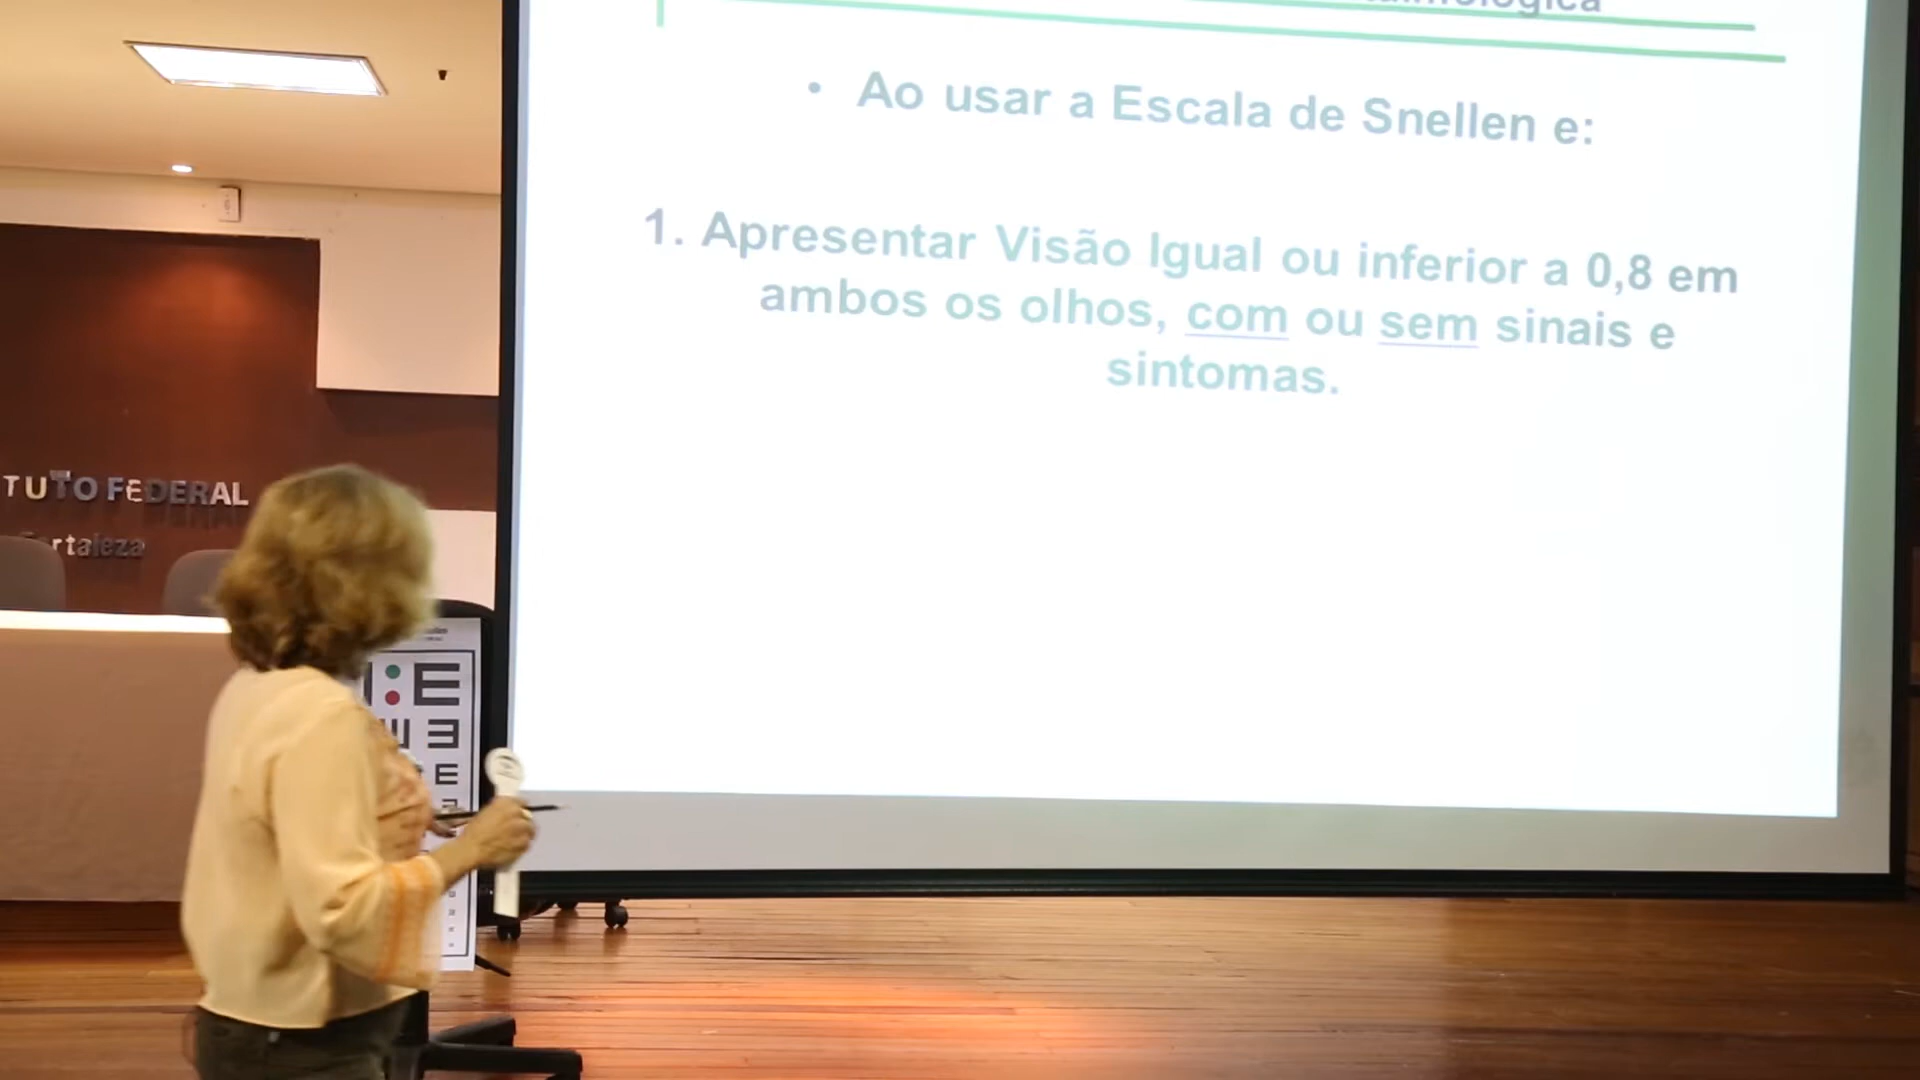 • Ao usar a Escala de Snellen e:
1. Apresentar Visão Igual ou inferior a 0,8 em
ambos os olhos, com ou sem sinais e
sintomas.
TUTO FEDERAL
Fortaleza
E